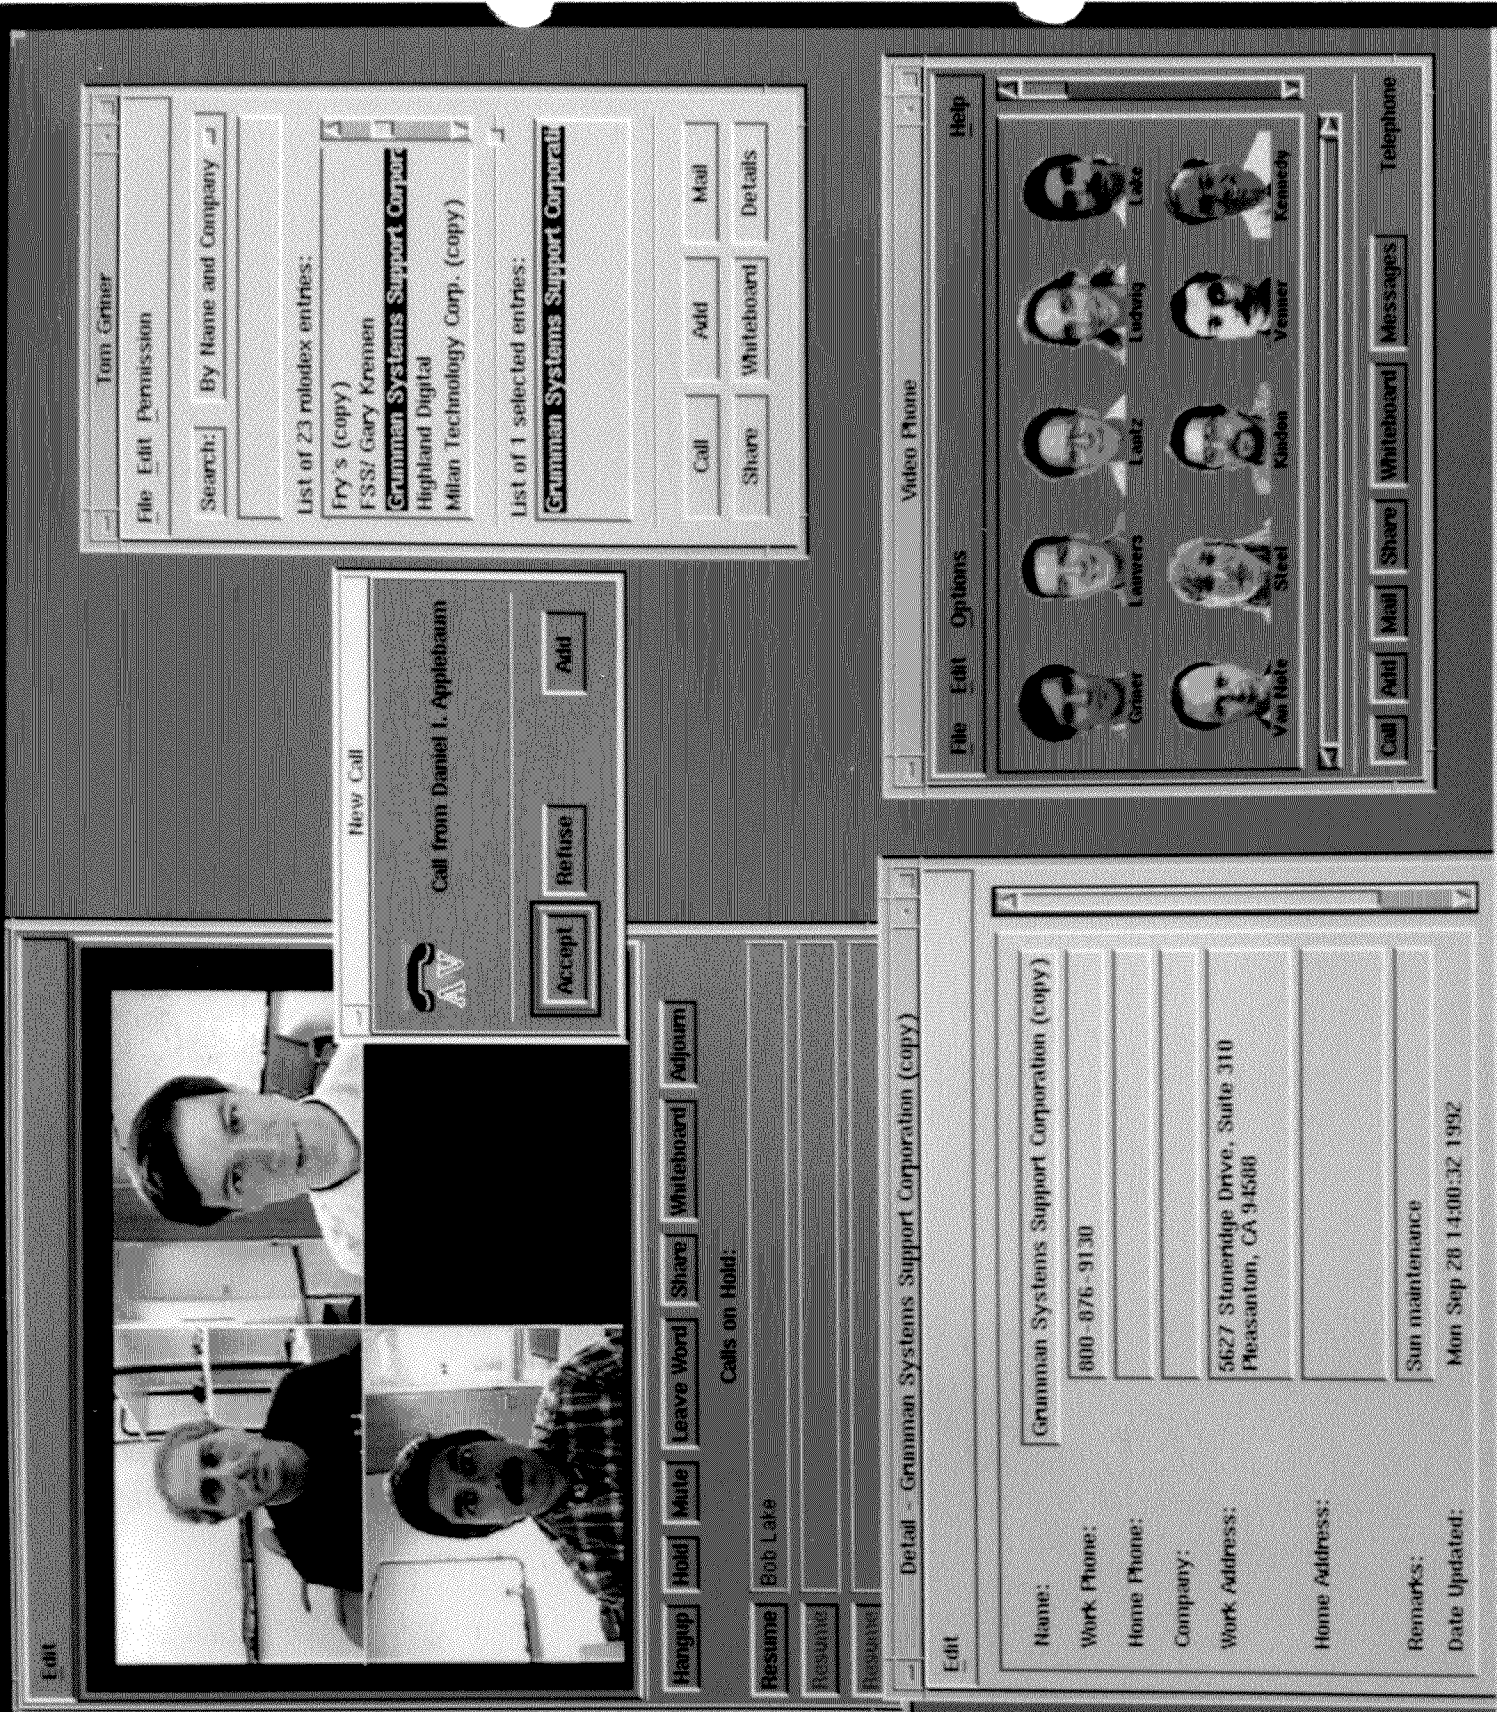 Edit
Hangup Hold Mute Leave Word Share Whiteboard Adjourn
Calls on Hold:
Resume Bob Lake
Resume
Resume
New Call
Call from Daniel I. Applebaum
AV
Accept Refuse Add
Tom Griner
File Edit Permission
Search: By Name and Company
List of 23 rolodex entries:
Fry's (copy)
FSS/ Gary Kremen
Grumman Systems Support Corpor
Highland Digital
Milan Technology Corp. (copy)
List of 1 selected entries:
Grumman Systems Support Corporati
Call Add Mail
Share Whiteboard Details
Detail - Grumman Systems Support Corporation (copy)
Edit
Name: Grumman Systems Support Corporation (copy)
Work Phone: 800-876-9130
Home Phone:
Company:
Work Address: 5627 Stoneridge Drive, Suite 310
Pleasanton, CA 94588
Home Address:
Remarks: Sun maintenance
Date Updated: Mon Sep 28 14:00:32 1992
Video Phone
File Edit Options Help
Griner Lauwers Lantz Ludwig Lake
Van Note Steel Kindon Venner Kennedy
Call Add Mail Share Whiteboard Messages Telephone